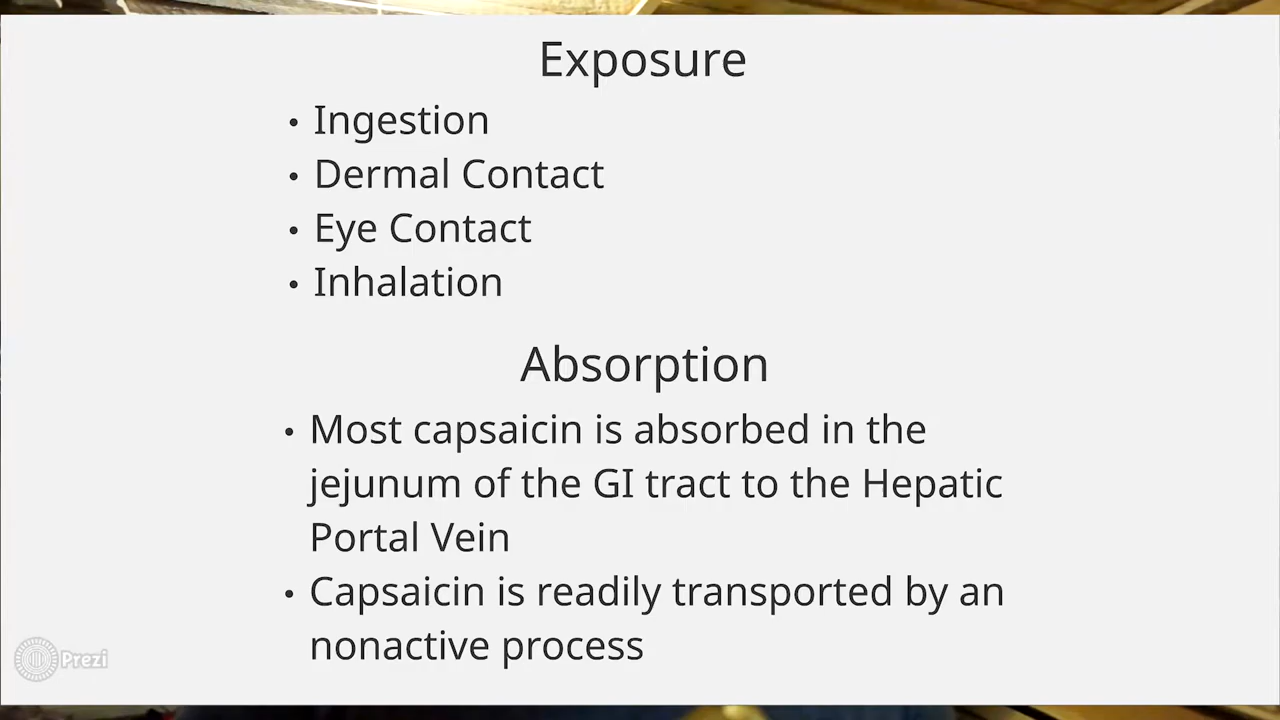 Exposure
• Ingestion
• Dermal Contact
• Eye Contact
• Inhalation
Absorption
• Most capsaicin is absorbed in the
jejunum of the GI tract to the Hepatic
Portal Vein
• Capsaicin is readily transported by an
nonactive process
Prezi